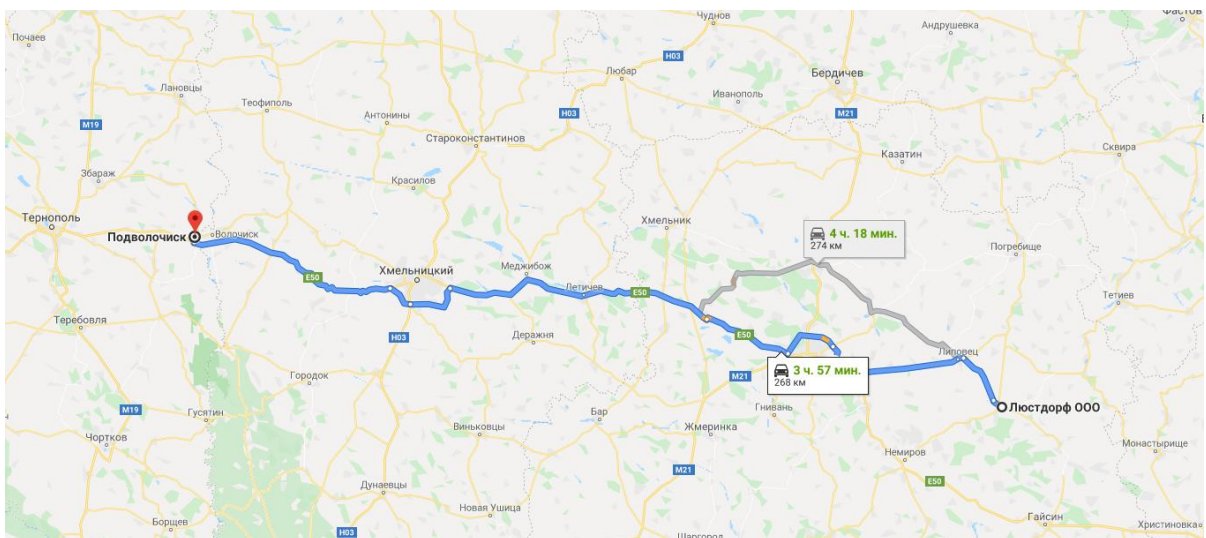 Почаев
Чуднов
Андрушевка
Фастов
H03
Любар
Бердичев
Лановцы
Теофиполь
Иванополь
M21
Антонины
H03
M19
Староконстантинов
Сквира
Казатин
Збараж
Красилов
Тернополь
Хмельник
4 ч. 18 мин.
274 км
Подволочиск
Волочиск
Погребище
Хмельницкий
Меджибож
E50
Летичев
E50
Тетиев
Теребовля
H03
Деражня
E50
Липовец
3 ч. 57 мин.
268 км
Городок
M21
Гнивань
Люстдорф ООО
M19
Гусятин
Бар
Чортков
Виньковцы
Жмеринка
Монастырище
Немиров
M21
E50
Дунаевцы
Новая Ушица
Гайсин
Борщев
Христиновка
H03
Шаргород